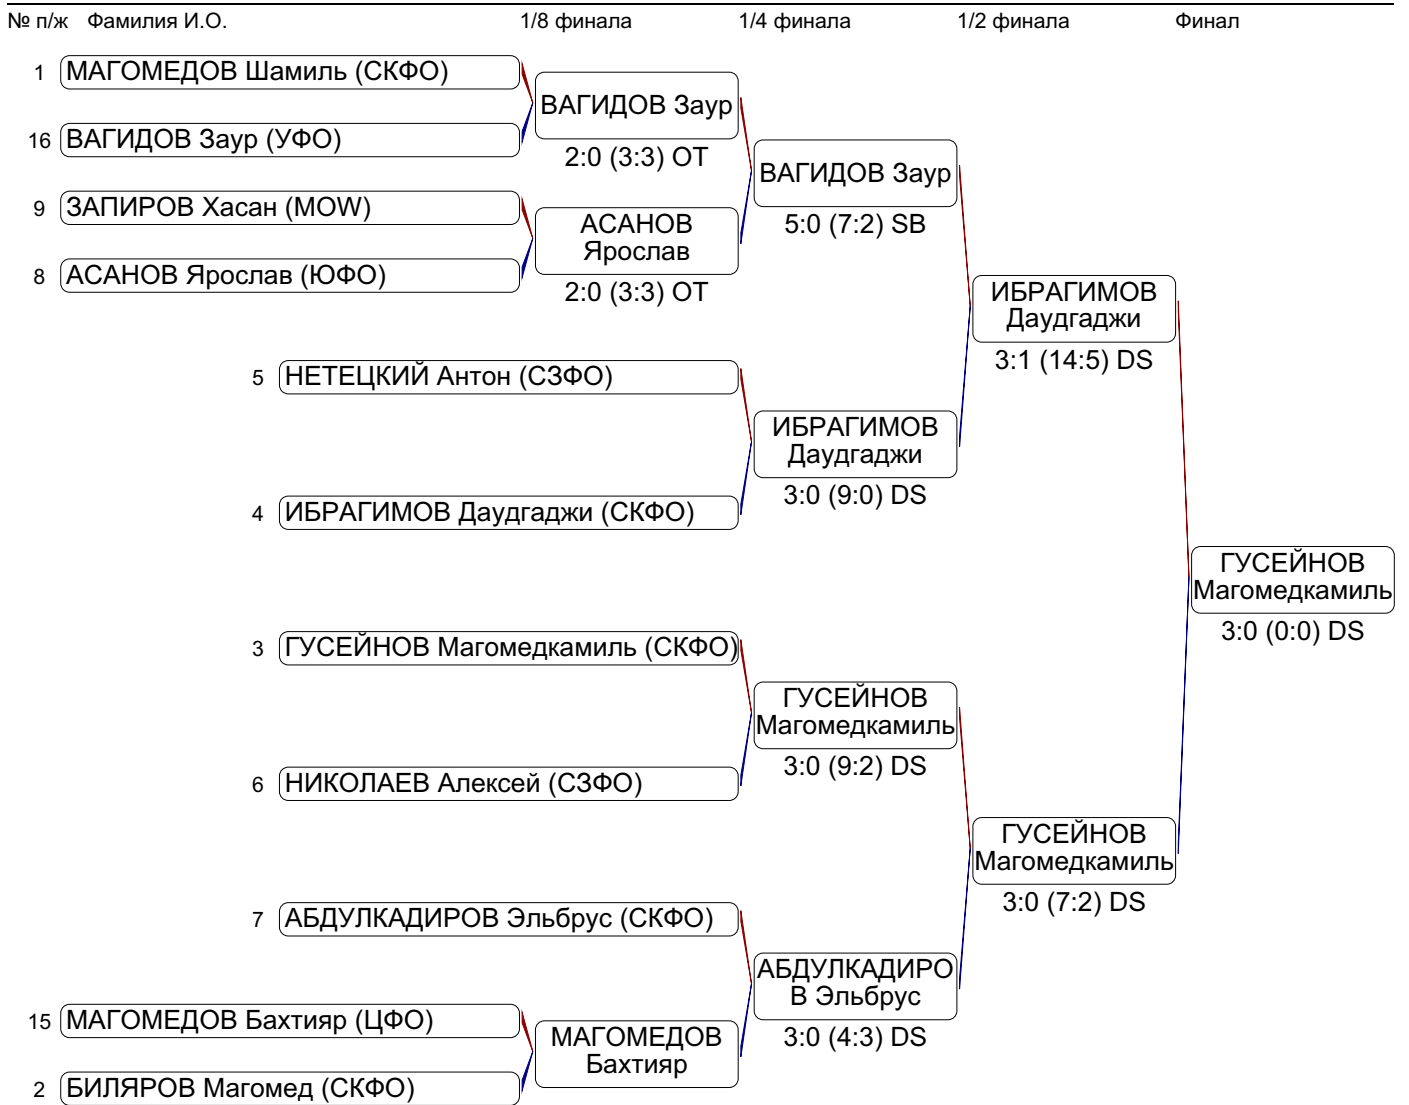 № п/ж Фамилия И.О. 1/8 финала 1/4 финала 1/2 финала Финал
1 МАГОМЕДОВ Шамиль (СКФО)
ВАГИДОВ Заур
16 ВАГИДОВ Заур (УФО)
2:0 (3:3) OT
ВАГИДОВ Заур
9 ЗАПИРОВ Хасан (MOW)
АСАНОВ
Ярослав
5:0 (7:2) SB
8 АСАНОВ Ярослав (ЮФО)
2:0 (3:3) OT
ИБРАГИМОВ
Даудгаджи
3:1 (14:5) DS
5 НЕТЕЦКИЙ Антон (СЗФО)
ИБРАГИМОВ
Даудгаджи
3:0 (9:0) DS
4 ИБРАГИМОВ Даудгаджи (СКФО)
ГУСЕЙНОВ
Магомедкамиль
3:0 (0:0) DS
3 ГУСЕЙНОВ Магомедкамиль (СКФО)
ГУСЕЙНОВ
Магомедкамиль
3:0 (9:2) DS
6 НИКОЛАЕВ Алексей (СЗФО)
ГУСЕЙНОВ
Магомедкамиль
3:0 (7:2) DS
7 АБДУЛКАДИРОВ Эльбрус (СКФО)
АБДУЛКАДИРО
В Эльбрус
3:0 (4:3) DS
15 МАГОМЕДОВ Бахтияр (ЦФО)
МАГОМЕДОВ
Бахтияр
2 БИЛЯРОВ Магомед (СКФО)